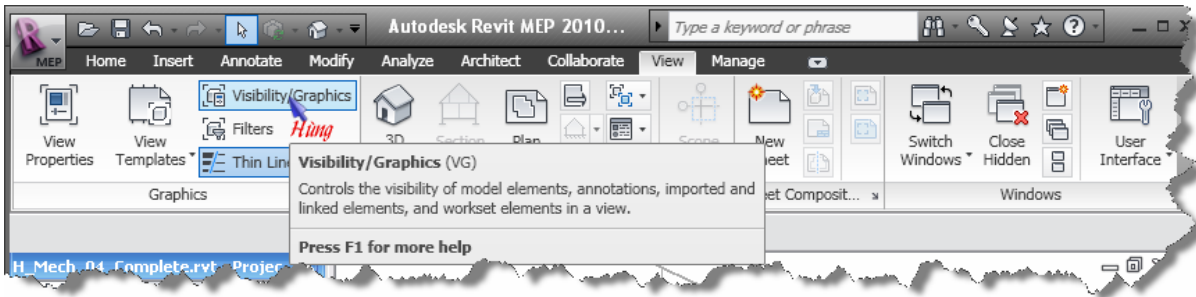 Autodesk Revit MEP 2010...
Type a keyword or phrase
MEP
Home Insert Annotate Modify Analyze Architect Collaborate View Manage
Visibility/Graphics
Filters
Hùng
Thin Lin
View
Properties
View
Templates
3D
Section
Plan
Scope
New
heet
Switch
Windows
Close
Hidden
User
Interface
Graphics
et Composit...
Windows
Visibility/Graphics (VG)
Controls the visibility of model elements, annotations, imported and
linked elements, and workset elements in a view.
Press F1 for more help
H_Mech_04_Complete.rvt - Projec